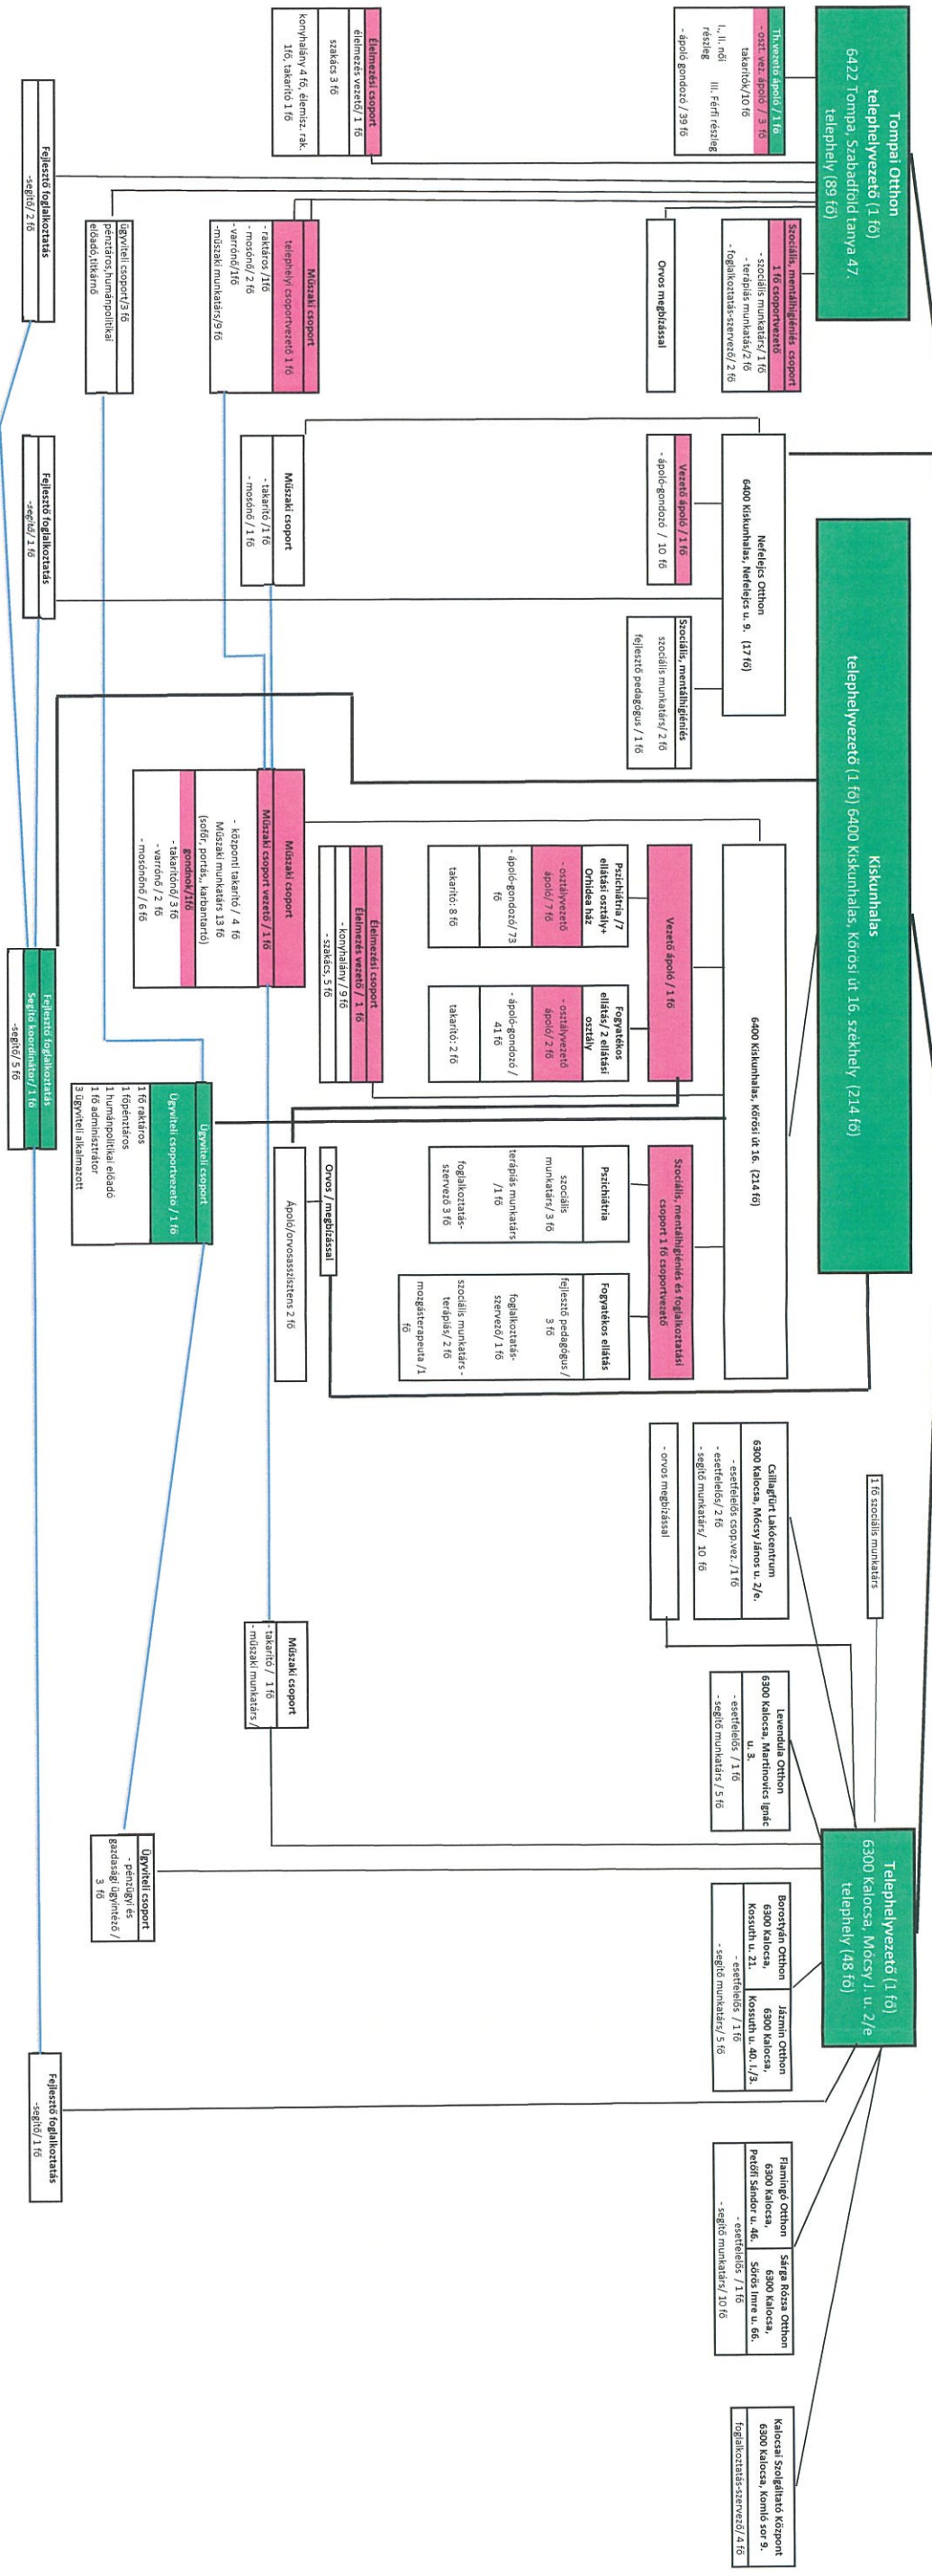 Tompai Otthon
telephelyvezető (1 fő)
6422 Tompa, Szabadföld tanya 47.
telephely (89 fő)
Th.vezető ápoló /1 fő
- oszt. vez. ápoló / 3 fő
takarítók/10 fő
I., II. női III. Férfi részleg
részleg
- ápoló gondozó / 39 fő
Szociális, mentálhigiénés csoport
1 fő csoportvezető
- szociális munkatárs/ 1 fő
- terápiás munkatás/2 fő
- foglalkoztatás-szervező/ 2 fő
Orvos megbízással
Élelmezési csoport
élelmezés vezető/ 1 fő
szakács 3 fő
konyhalány 4 fő, élemisz. rak.
1fő, takarító 1 fő
Műszaki csoport
telephelyi csoportvezető 1 fő
- raktáros /1fő
- mosónő/ 2 fő
- varrónő/1fő
-műszaki munkatárs/9 fő
ügyviteli csoport/3 fő
pénztáros,humánpolitikai
előadó,titkárnő
Fejlesztő foglalkoztatás
-segítő/ 2 fő
Kiskunhalas
telephelyvezető (1 fő) 6400 Kiskunhalas, Kőrösi út 16. székhely (214 fő)
Nefelejcs Otthon
6400 Kiskunhalas, Nefelejcs u. 9. (17 fő)
Vezető ápoló / 1 fő
- ápoló-gondozó / 10 fő
Szociális, mentálhigiénés
szociális munkatárs/ 2 fő
fejlesztő pedagógus / 1 fő
Műszaki csoport
- takarító /1 fő
- mosónő / 1 fő
Fejlesztő foglalkoztatás
-segítő/ 1 fő
6400 Kiskunhalas, Kőrösi út 16. (214 fő)
Vezető ápoló / 1 fő
Pszichiátria /7
ellátási osztály+
Orhidea ház
- osztályvezető
ápoló/ 7 fő
- ápoló-gondozó/ 73
fő
takarító: 8 fő
Fogyatékos
ellátás/ 2 ellátási
osztály
- osztályvezető
ápoló/ 2 fő
- ápoló-gondozó /
41 fő
takarító: 2 fő
Szociális, mentálhigiénés és foglalkoztatási
csoport 1 fő csoportvezető
Pszichiátria
szociális
munkatárs/ 3 fő
terápiás munkatárs
/1 fő
foglalkoztatás-
szervező 3 fő
Fogyatékos ellátás
fejlesztő pedagógus /
3 fő
foglalkoztatás-
szervező/ 1 fő
szociális munkatárs -
terápiás/ 2 fő
mozgásterapeuta /1
fő
Élelmezési csoport
Élelmezés vezető / 1 fő
- konyhalány / 9 fő
- szakács, 5 fő
Műszaki csoport
Műszaki csoport vezető / 1 fő
- központi takarító / 4 fő
Műszaki munkatárs 13 fő
(sofőr, portás,, karbantartó)
gondnok/1fő
- takarítónő/ 3 fő
- varrónő / 2 fő
- mosónőnő / 6 fő
Orvos / megbízással
Ápoló/orvosasszisztens 2 fő
Ügyviteli csoport
Ügyviteli csoportvezető / 1 fő
1 fő raktáros
1 főpénztáros
1 humánpolitikai előadó
1 fő adminisztrátor
3 ügyviteli alkalmazott
Fejlesztő foglalkoztatás
Segítő koordinátor/ 1 fő
-segítő/ 5 fő
Telephelyvezető (1 fő)
6300 Kalocsa, Mócsy J. u. 2/e
telephely (48 fő)
1 fő szociális munkatárs
Csillagfürt Lakócentrum
6300 Kalocsa, Mócsy János u. 2/e.
- esetfelelős csop.vez. /1 fő
- esetfelelős/ 2 fő
- segítő munkatárs/ 10 fő
- orvos megbízással
Levendula Otthon
6300 Kalocsa, Martinovics Ignác
u. 3.
- esetfelelős / 1 fő
- segítő munkatárs / 5 fő
Borostyán Otthon
6300 Kalocsa,
Kossuth u. 21.
Jázmin Otthon
6300 Kalocsa,
Kossuth u. 40. I./3.
- esetfelelős / 1 fő
- segítő munkatárs/ 5 fő
Flamingó Otthon
6300 Kalocsa,
Petőfi Sándor u. 46.
Sárga Rózsa Otthon
6300 Kalocsa,
Sörös Imre u. 66.
- esetfelelős / 1 fő
- segítő munkatárs/ 10 fő
Kalocsai Szolgáltató Központ
6300 Kalocsa, Komló sor 9.
foglalkoztatás-szervező/ 4 fő
Műszaki csoport
- takarító / 1 fő
- műszaki munkatárs /
Ügyviteli csoport
- pénzügyi és
gazdasági ügyintéző /
3 fő
Fejlesztő foglalkoztatás
-segítő/ 1 fő